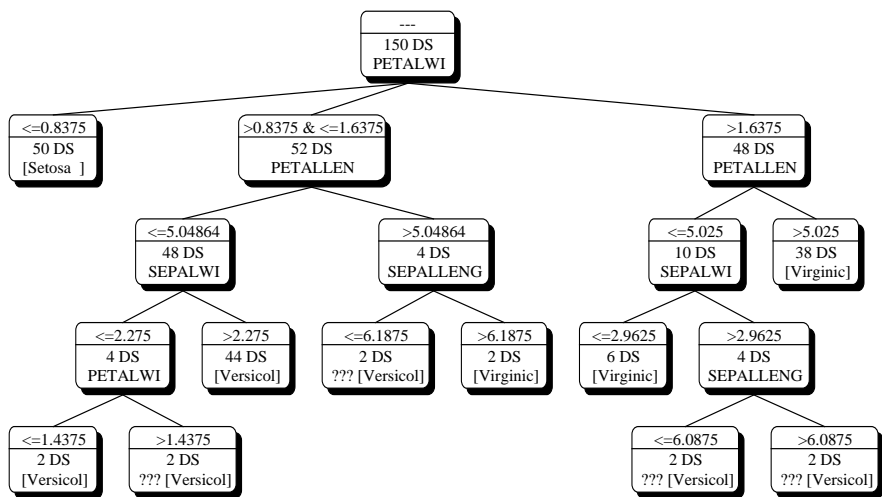 ---
150 DS
PETALWI
<=0.8375
50 DS
[Setosa ]
>0.8375 & <=1.6375
52 DS
PETALLEN
>1.6375
48 DS
PETALLEN
<=5.04864
48 DS
SEPALWI
>5.04864
4 DS
SEPALLENG
<=5.025
10 DS
SEPALWI
>5.025
38 DS
[Virginic]
<=2.275
4 DS
PETALWI
>2.275
44 DS
[Versicol]
<=6.1875
2 DS
??? [Versicol]
>6.1875
2 DS
[Virginic]
<=2.9625
6 DS
[Virginic]
>2.9625
4 DS
SEPALLENG
<=1.4375
2 DS
[Versicol]
>1.4375
2 DS
??? [Versicol]
<=6.0875
2 DS
??? [Versicol]
>6.0875
2 DS
??? [Versicol]